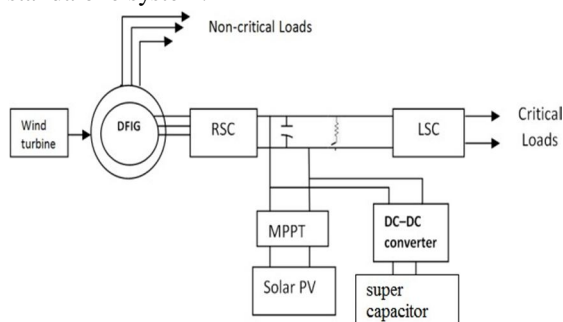 Non-critical Loads
Wind
turbine
DFIG
RSC
LSC
Critical
Loads
MPPT
Solar PV
DC–DC
converter
super
capacitor